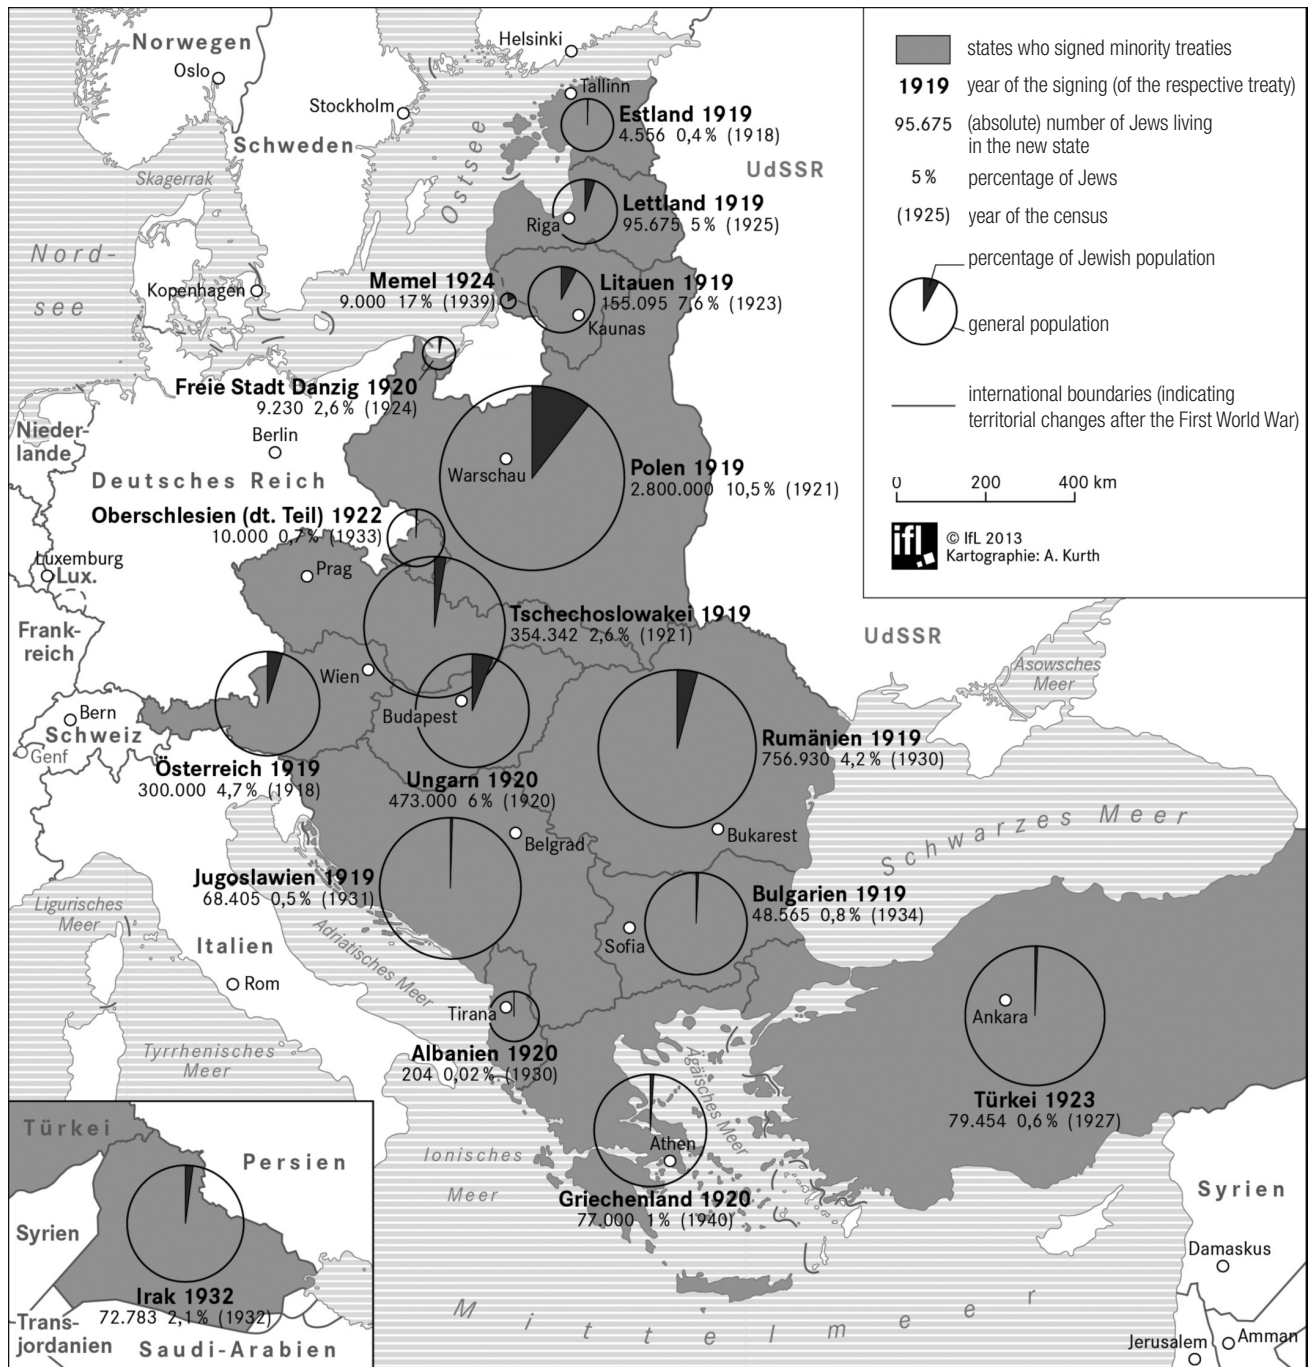 Norwegen
Oslo
Helsinki
Stockholm
Schweden
Tallinn
Estland 1919
4.556 0,4% (1918)
Ostsee
UdSSR
Skagerrak
Lettland 1919
95.675 5% (1925)
Riga
Nord-
see
Memel 1924
9.000 17% (1939)
Litauen 1919
155.095 7,6% (1923)
Kopenhagen
Kaunas
Freie Stadt Danzig 1920
9.230 2,6% (1924)
Nieder-
lande
Berlin
Deutsches Reich
Warschau
Polen 1919
2.800.000 10,5% (1921)
Oberschlesien (dt. Teil) 1922
10.000 0,7% (1933)
Luxemburg
Lux.
Prag
Frank-
reich
Tschechoslowakei 1919
354.342 2,6% (1921)
UdSSR
Asowsches
Meer
Wien
Bern
Schweiz
Genf
Budapest
Rumänien 1919
756.930 4,2% (1930)
Österreich 1919
300.000 4,7% (1918)
Ungarn 1920
473.000 6% (1920)
Bukarest
Schwarzes Meer
Belgrad
Jugoslawien 1919
68.405 0,5% (1931)
Bulgarien 1919
48.565 0,8% (1934)
Ligurisches
Meer
Italien
Adriatisches Meer
Sofia
Rom
Tirana
Ankara
Albanien 1920
204 0,02% (1930)
Tyrrhenisches
Meer
Ägäisches Meer
Türkei 1923
79.454 0,6% (1927)
Athen
Ionisches
Meer
Griechenland 1920
77.000 1% (1940)
Syrien
Damaskus
Mittelmeer
Jerusalem
Amman
Türkei
Persien
Syrien
Irak 1932
72.783 2,1% (1932)
Trans-
jordanien
Saudi-Arabien
states who signed minority treaties
1919 year of the signing (of the respective treaty)
95.675 (absolute) number of Jews living
in the new state
5% percentage of Jews
(1925) year of the census
percentage of Jewish population
general population
international boundaries (indicating
territorial changes after the First World War)
0 200 400 km
ifl
© IfL 2013
Kartographie: A. Kurth